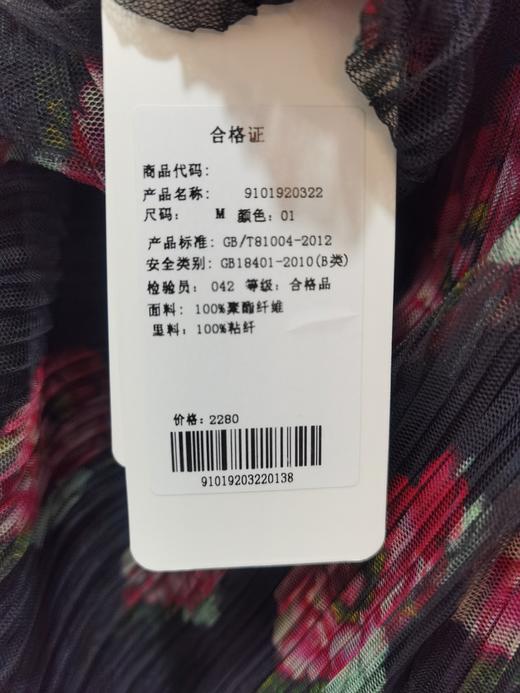 合格证
商品代码:
产品名称: 9101920322
尺码: M 颜色: 01
产品标准: GB/T81004-2012
安全类别: GB18401-2010(B类)
检验员: 042 等级: 合格品
面料: 100%聚酯纤维
里料: 100%粘纤
价格: 2280
91019203220138